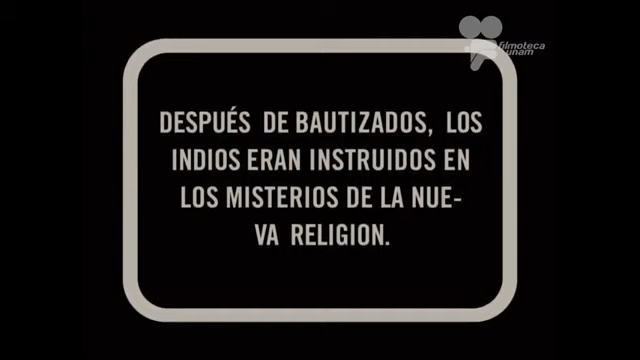 filmoteca
unam
DESPUÉS DE BAUTIZADOS, LOS
INDIOS ERAN INSTRUIDOS EN
LOS MISTERIOS DE LA NUE-
VA RELIGION.